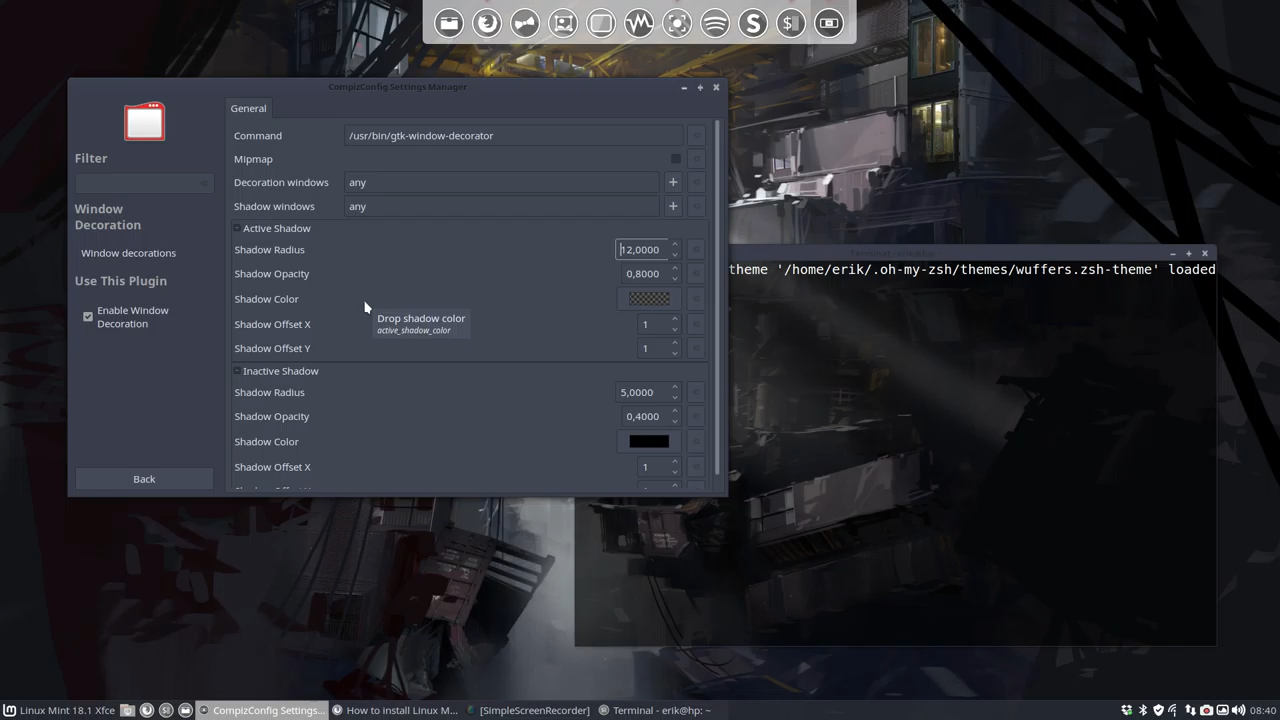 CompizConfig Settings Manager
Filter
Window
Decoration
Window decorations
Use This Plugin
Enable Window
Decoration
Back
General
Command /usr/bin/gtk-window-decorator
Mipmap
Decoration windows any
Shadow windows any
Active Shadow
Shadow Radius 12,0000
Shadow Opacity 0,8000
Shadow Color
Drop shadow color
active_shadow_color
Shadow Offset X 1
Shadow Offset Y 1
Inactive Shadow
Shadow Radius 5,0000
Shadow Opacity 0,4000
Shadow Color
Shadow Offset X 1
theme '/home/erik/.oh-my-zsh/themes/wuffers.zsh-theme' loaded
Linux Mint 18.1 Xfce CompizConfig Settings... How to install Linux M... [SimpleScreenRecorder] Terminal - erik@hp: ~ 08:40